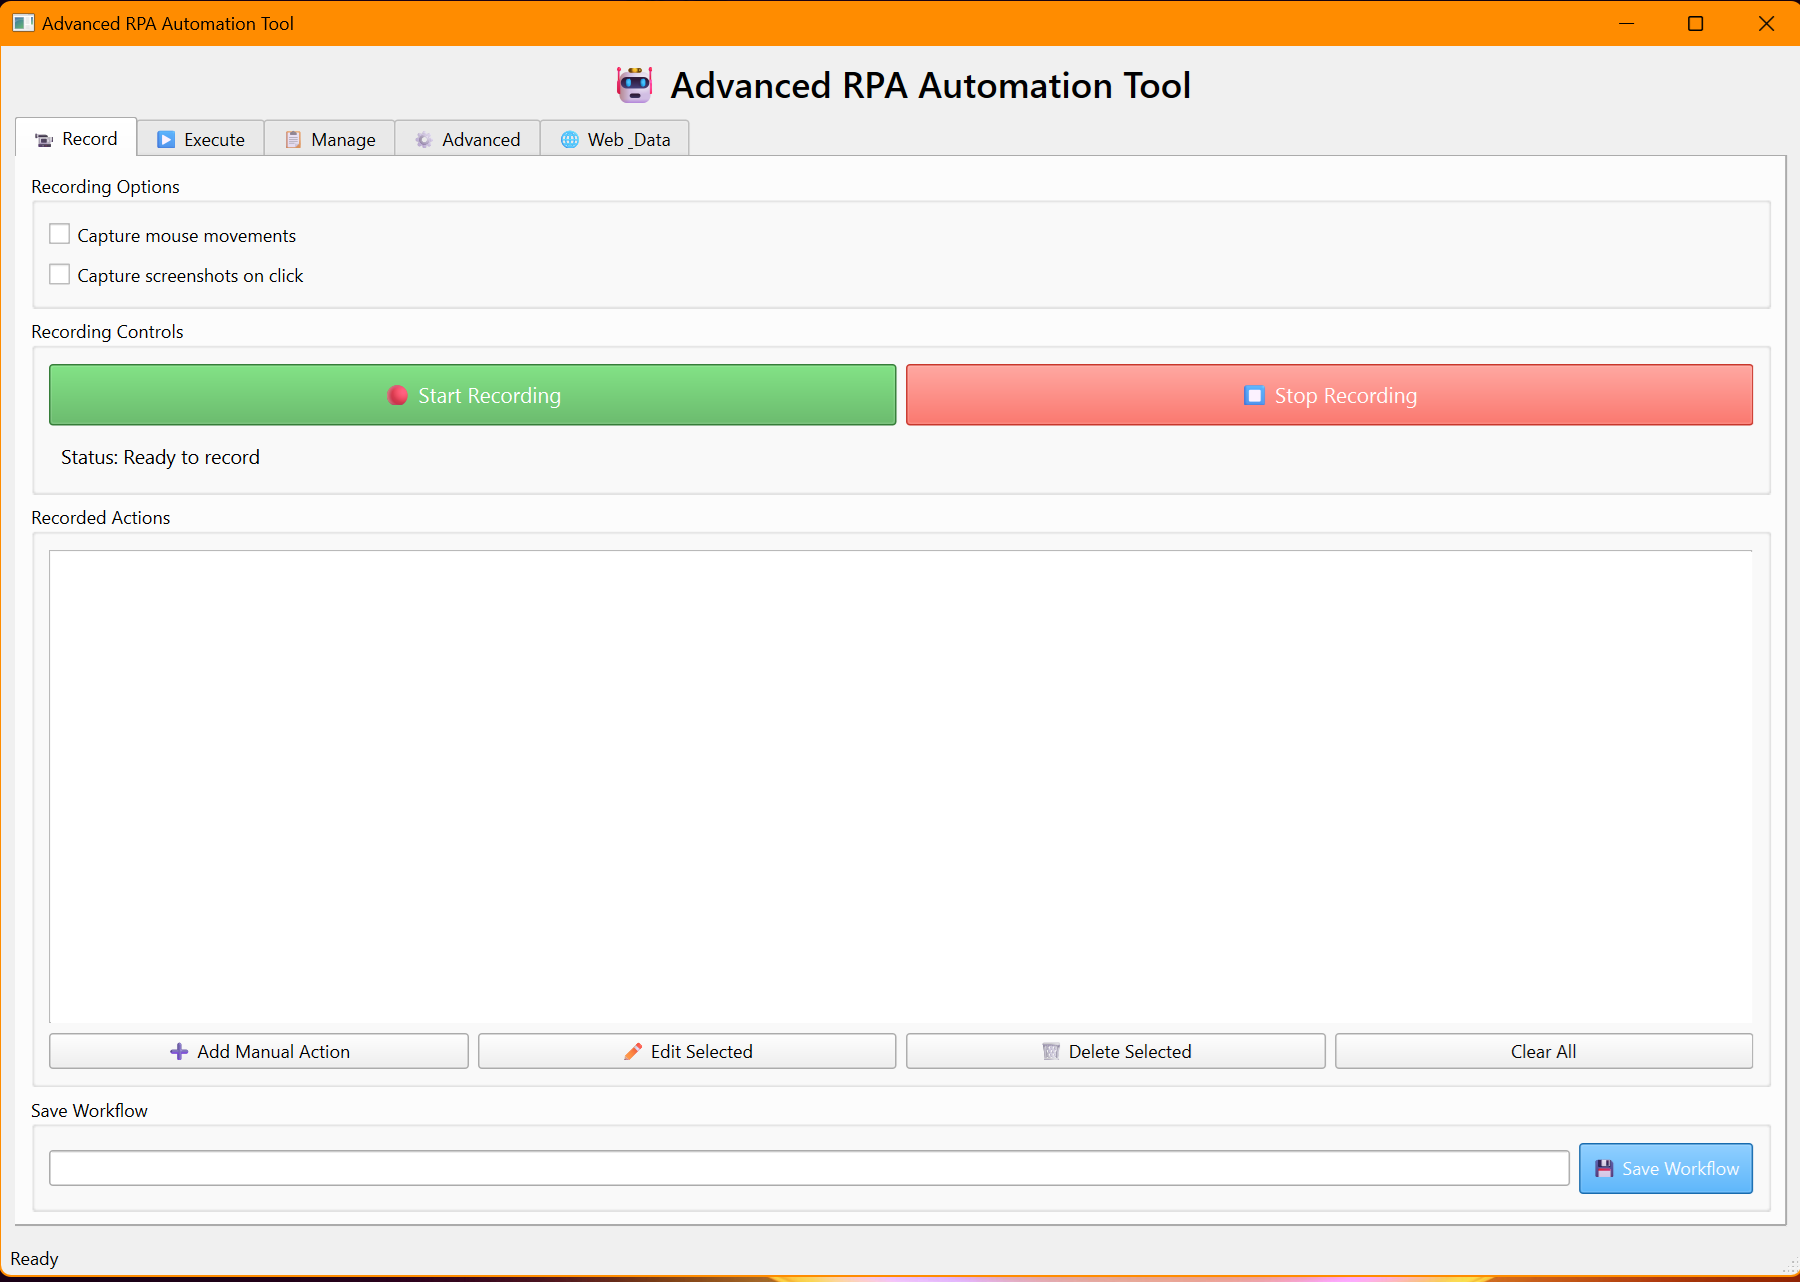 Advanced RPA Automation Tool
Advanced RPA Automation Tool
Record Execute Manage Advanced Web_Data
Recording Options
Capture mouse movements
Capture screenshots on click
Recording Controls
Start Recording Stop Recording
Status: Ready to record
Recorded Actions
Add Manual Action Edit Selected Delete Selected Clear All
Save Workflow
Save Workflow
Ready